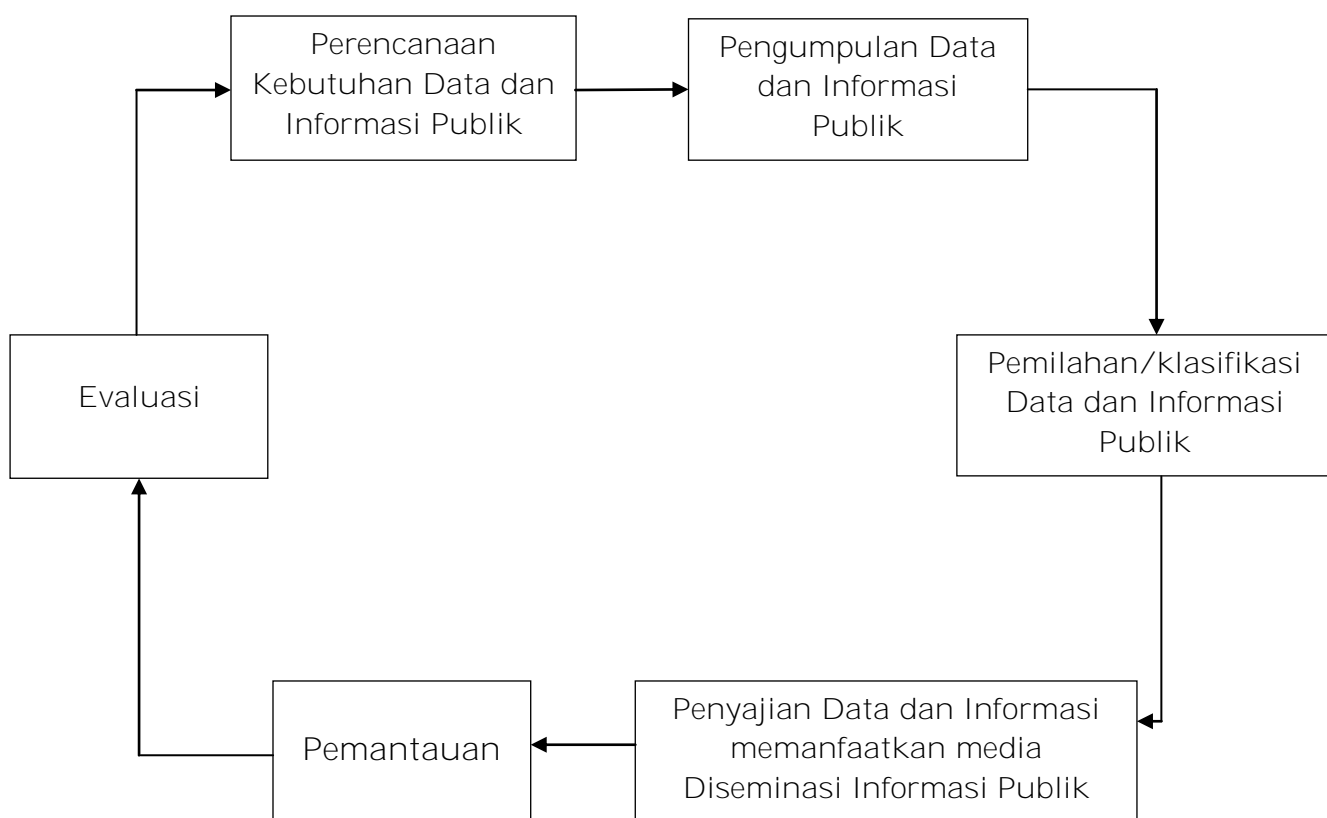 Perencanaan
Kebutuhan Data dan
Informasi Publik
Pengumpulan Data
dan Informasi
Publik
Pemilahan/klasifikasi
Data dan Informasi
Publik
Penyajian Data dan Informasi
memanfaatkan media
Diseminasi Informasi Publik
Pemantauan
Evaluasi